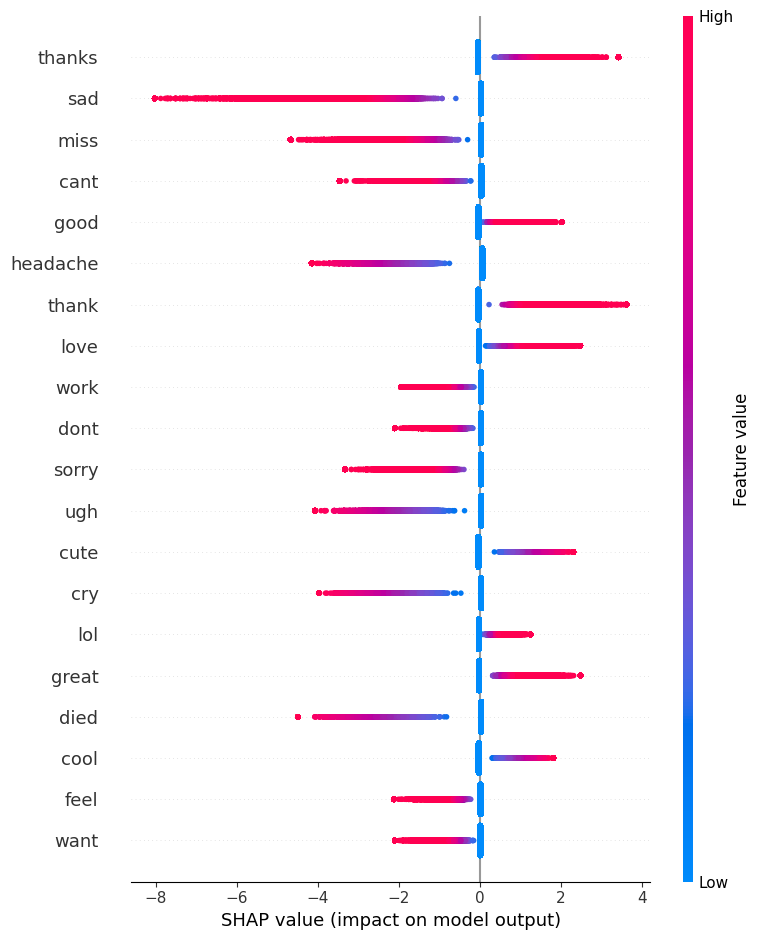 High
thanks
sad
miss
cant
good
headache
thank
love
work
dont
sorry
ugh
cute
cry
lol
great
died
cool
feel
want
Feature value
Low
−8 −6 −4 −2 0 2 4
SHAP value (impact on model output)